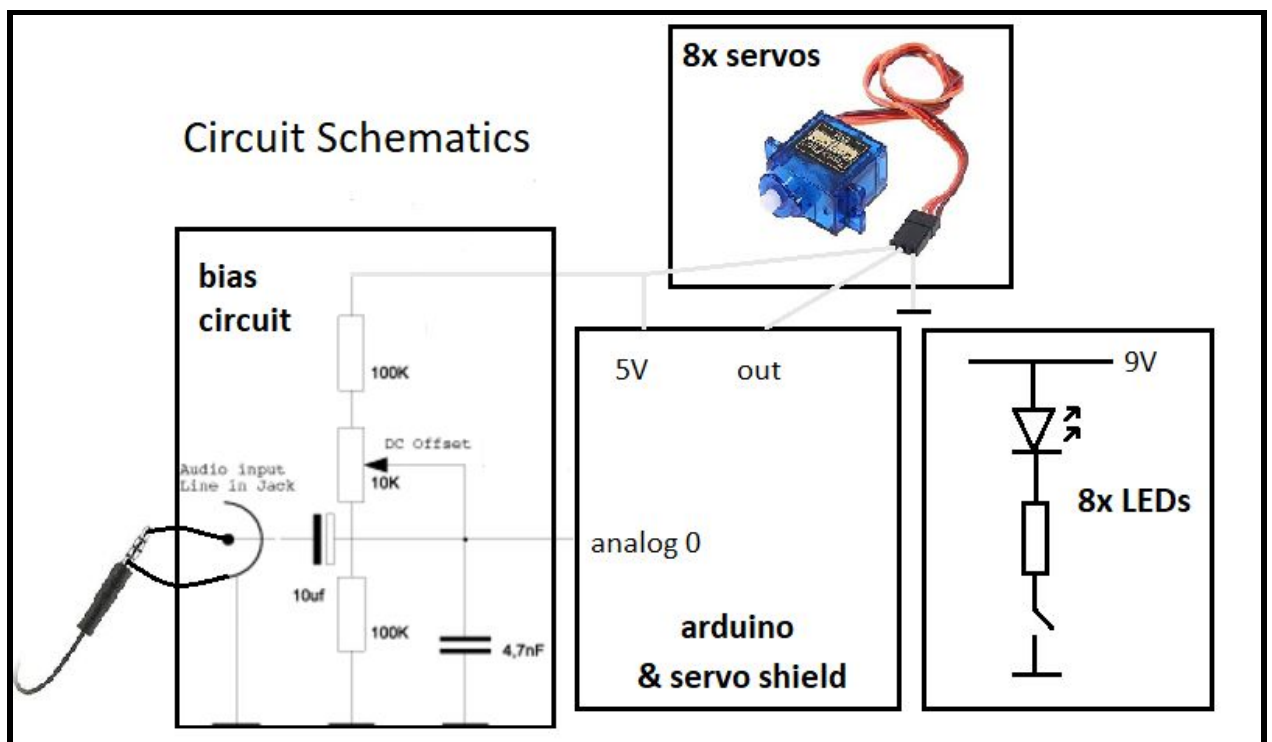 Circuit Schematics
8x servos
bias
circuit
100K
DC Offset
10K
Audio input
Line in Jack
10uf
100K
4,7nF
5V
out
analog 0
arduino
& servo shield
9V
8x LEDs